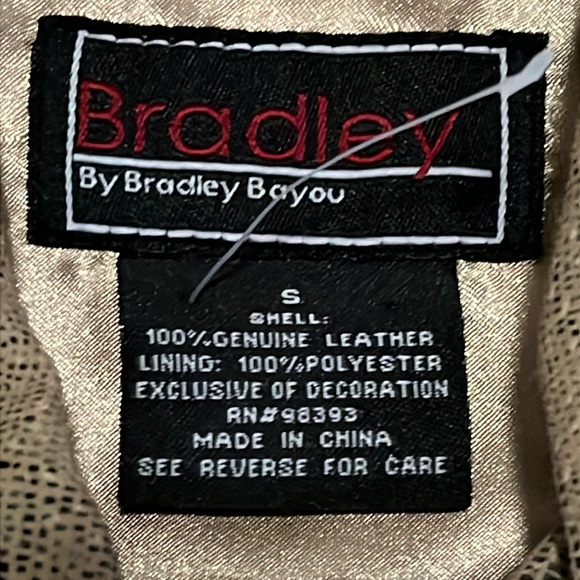 Bradley
By Bradley Bayou
S
SHELL:
100%GENUINE LEATHER
LINING: 100%POLYESTER
EXCLUSIVE OF DECORATION
RN#98393
MADE IN CHINA
SEE REVERSE FOR CARE